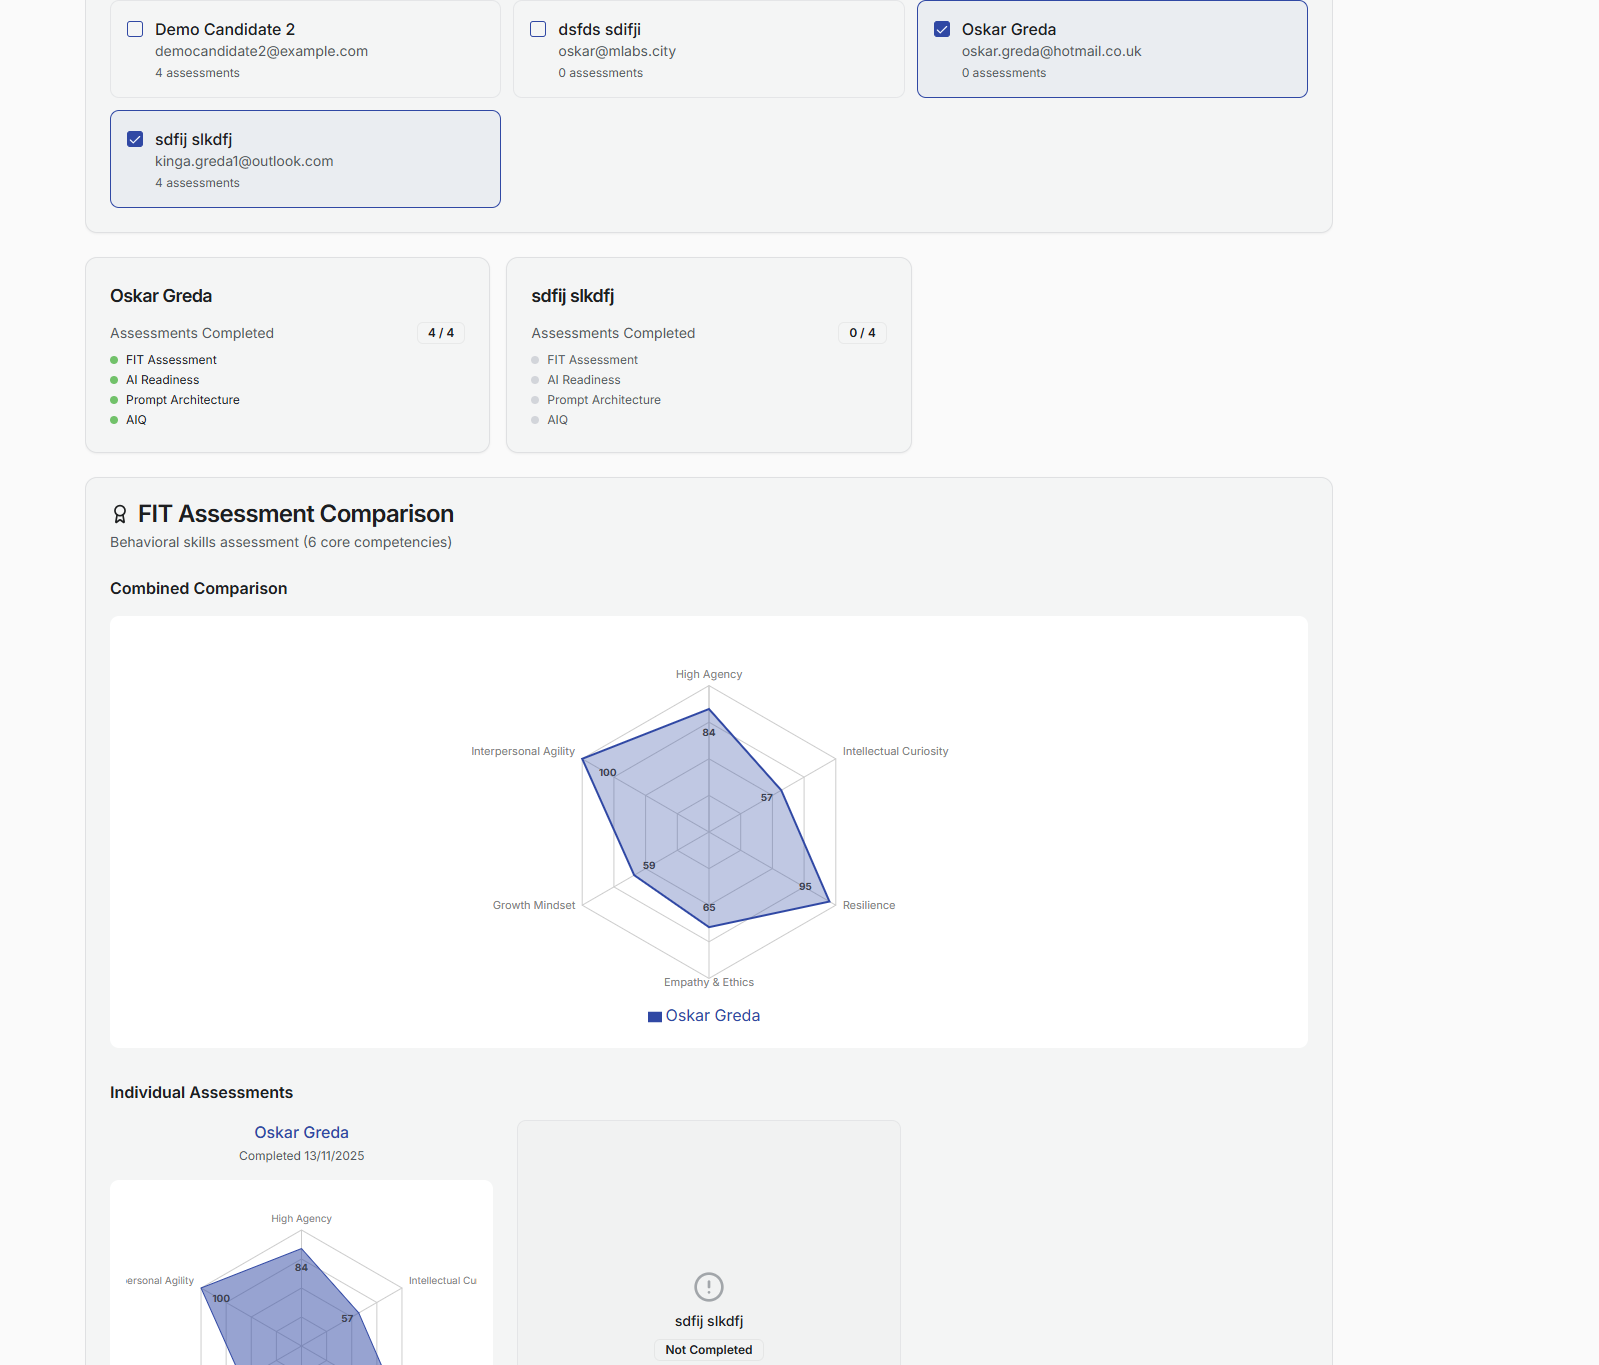 Demo Candidate 2
democandidate2@example.com
4 assessments
dsfds sdifji
oskar@mlabs.city
0 assessments
Oskar Greda
oskar.greda@hotmail.co.uk
0 assessments
sdfij slkdfj
kinga.greda1@outlook.com
4 assessments
Oskar Greda
Assessments Completed 4 / 4
FIT Assessment
AI Readiness
Prompt Architecture
AIQ
sdfij slkdfj
Assessments Completed 0 / 4
FIT Assessment
AI Readiness
Prompt Architecture
AIQ
FIT Assessment Comparison
Behavioral skills assessment (6 core competencies)
Combined Comparison
High Agency
84
Interpersonal Agility
Intellectual Curiosity
100
57
59
95
65
Growth Mindset
Resilience
Empathy & Ethics
Oskar Greda
Individual Assessments
Oskar Greda
Completed 13/11/2025
High Agency
84
ersonal Agility
Intellectual Cu
100
57
sdfij slkdfj
Not Completed